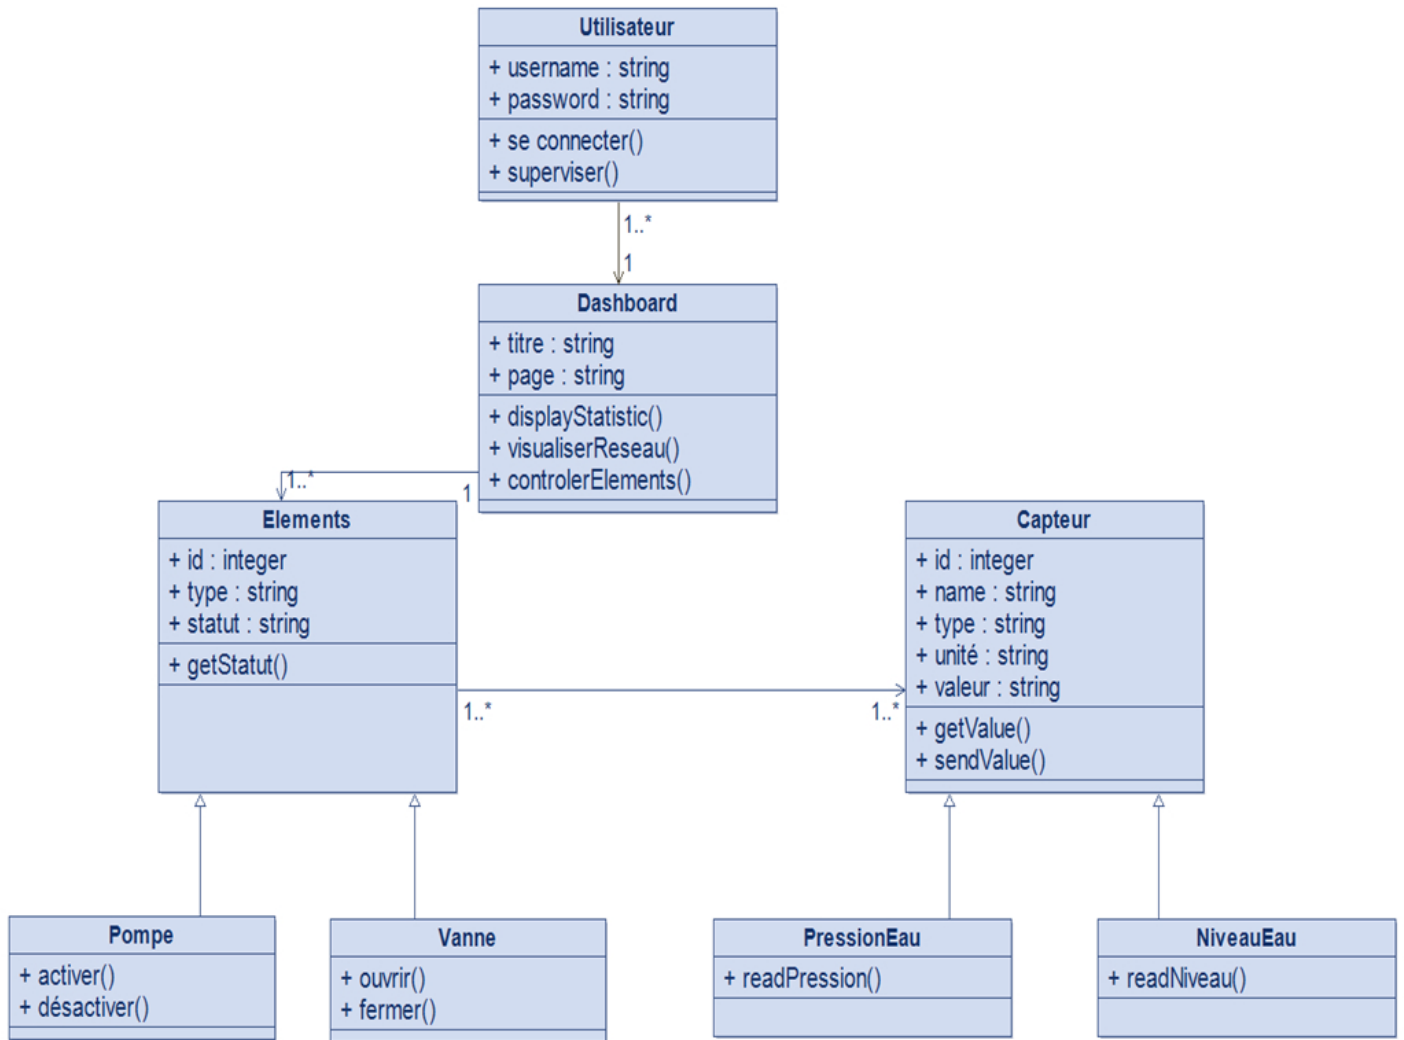 Utilisateur
+ username : string
+ password : string
+ se connecter()
+ superviser()
1..*
1
Dashboard
+ titre : string
+ page : string
+ displayStatistic()
+ visualiserReseau()
+ controlerElements()
1..*
1
Elements
+ id : integer
+ type : string
+ statut : string
+ getStatut()
1..*
1..*
Capteur
+ id : integer
+ name : string
+ type : string
+ unité : string
+ valeur : string
+ getValue()
+ sendValue()
Pompe
+ activer()
+ désactiver()
Vanne
+ ouvrir()
+ fermer()
PressionEau
+ readPression()
NiveauEau
+ readNiveau()